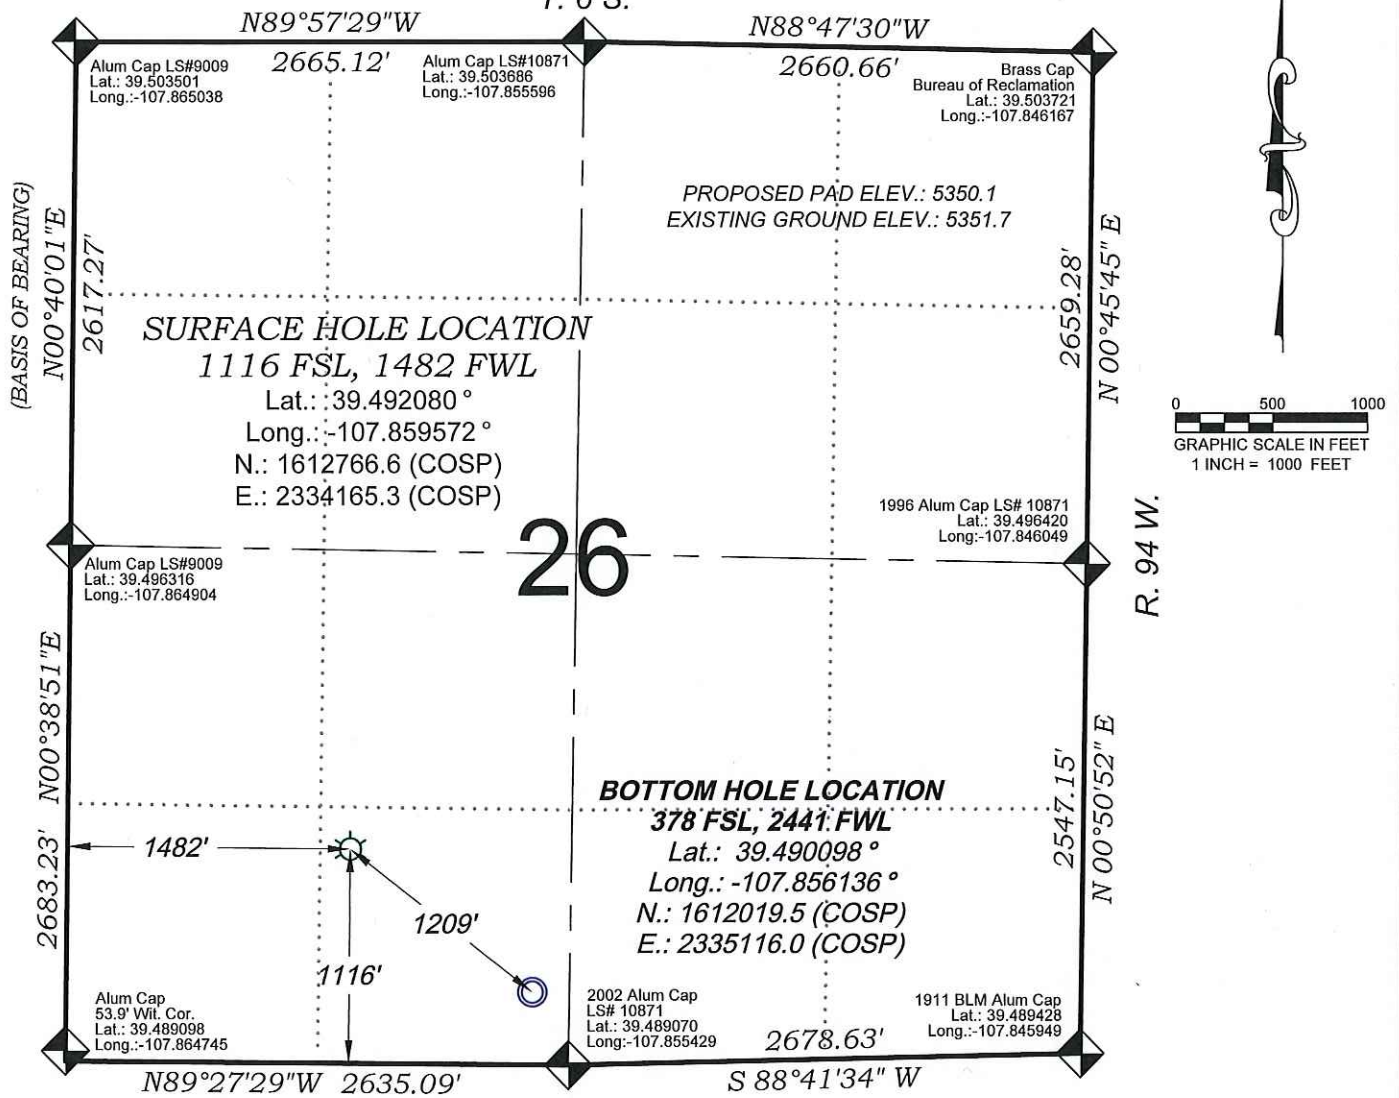 T. 6 S.
N89°57'29"W
2665.12'
N88°47'30"W
2660.66'
Alum Cap LS#9009
Lat.: 39.503501
Long.:-107.865038
Alum Cap LS#10871
Lat.: 39.503686
Long.:-107.855596
Brass Cap
Bureau of Reclamation
Lat.: 39.503721
Long.:-107.846167
PROPOSED PAD ELEV.: 5350.1
EXISTING GROUND ELEV.: 5351.7
(BASIS OF BEARING)
N00°40'01"E
2617.27'
2659.28'
N 00°45'45" E
SURFACE HOLE LOCATION
1116 FSL, 1482 FWL
Lat.: 39.492080 °
Long.: -107.859572 °
N.: 1612766.6 (COSP)
E.: 2334165.3 (COSP)
0 500 1000
GRAPHIC SCALE IN FEET
1 INCH = 1000 FEET
26
1996 Alum Cap LS# 10871
Lat.: 39.496420
Long:-107.846049
R. 94 W.
Alum Cap LS#9009
Lat.: 39.496316
Long.:-107.864904
N00°38'51"E
2683.23'
2547.15'
N 00°50'52" E
BOTTOM HOLE LOCATION
378 FSL, 2441 FWL
Lat.: 39.490098 °
Long.: -107.856136 °
N.: 1612019.5 (COSP)
E.: 2335116.0 (COSP)
1482'
1209'
1116'
Alum Cap
53.9' Wit. Cor.
Lat.: 39.489098
Long.:-107.864745
2002 Alum Cap
LS# 10871
Lat.: 39.489070
Long:-107.855429
1911 BLM Alum Cap
Lat.: 39.489428
Long.:-107.845949
N89°27'29"W 2635.09'
2678.63'
S 88°41'34" W